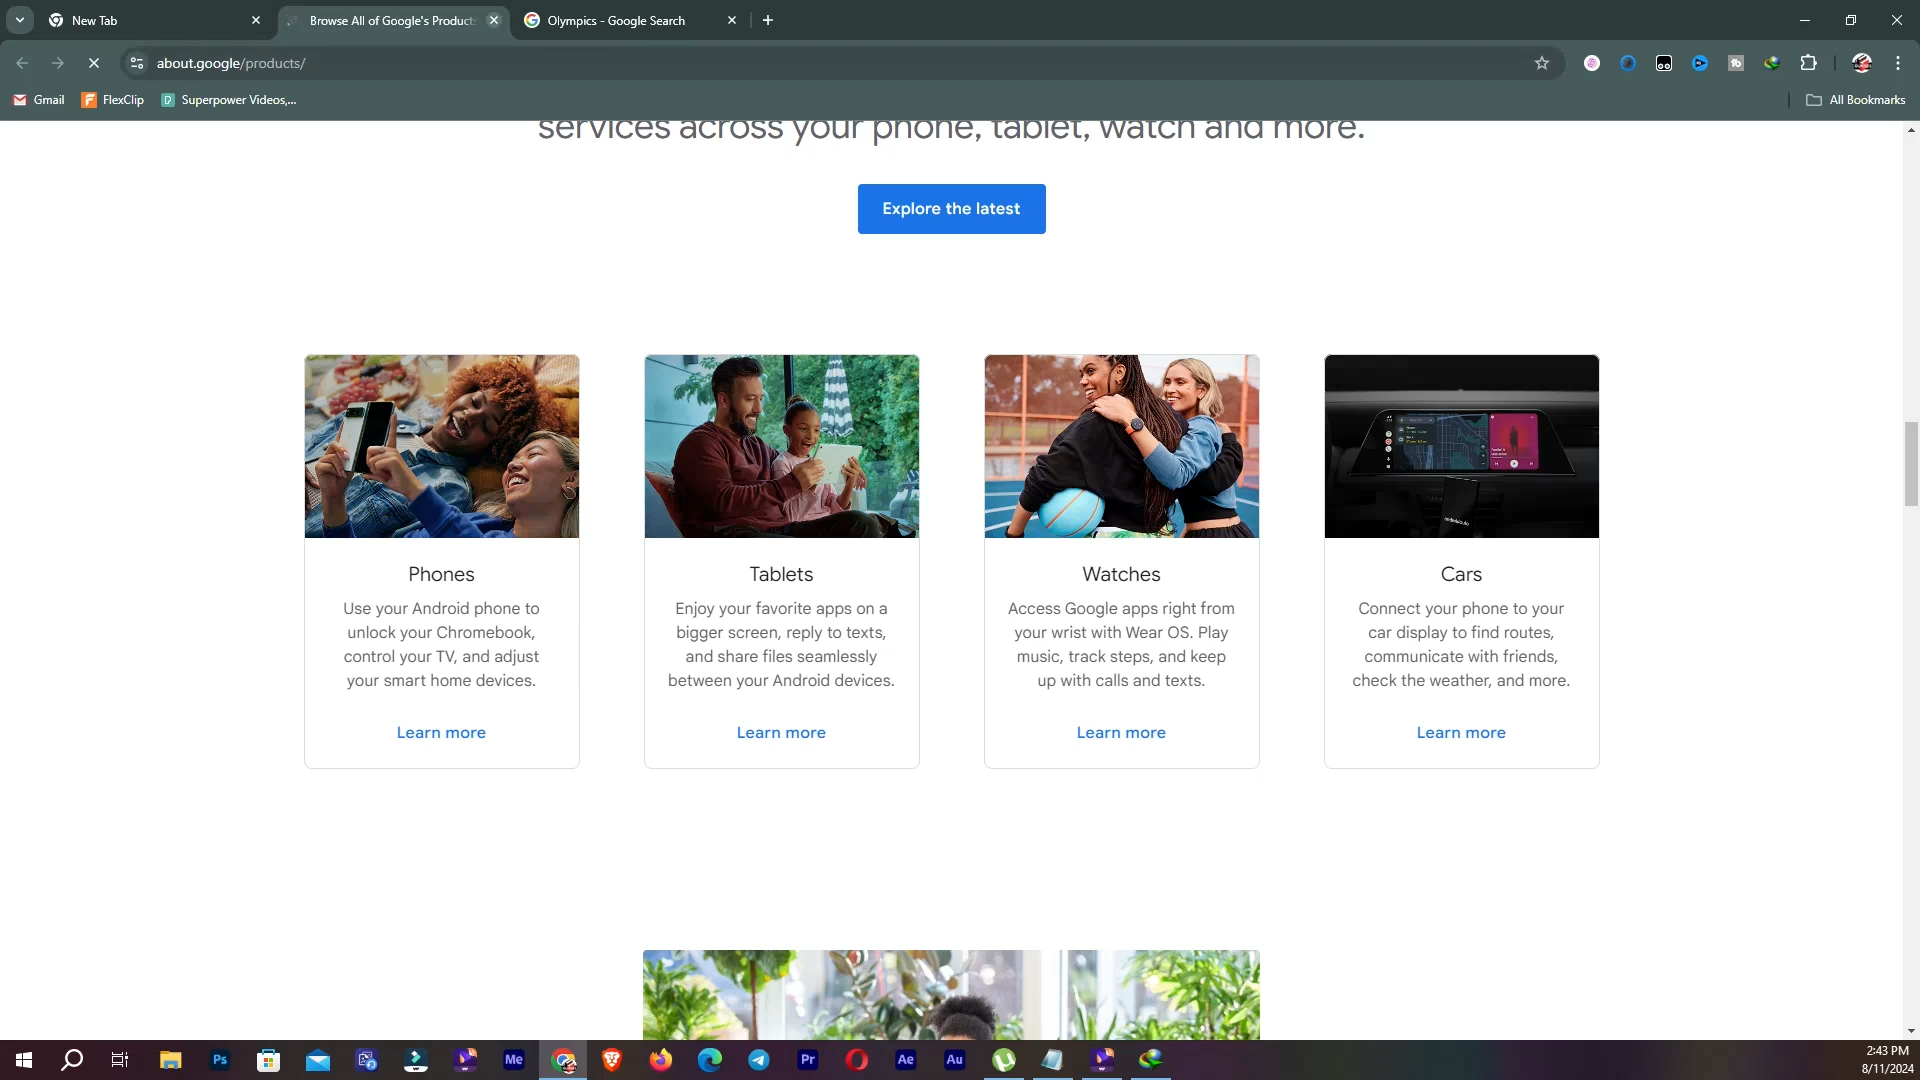 New Tab
Browse All of Google's Product
Olympics - Google Search
about.google/products/
Gmail
FlexClip
Superpower Videos,...
All Bookmarks
services across your phone, tablet, watch and more.
Explore the latest
Phones
Use your Android phone to
unlock your Chromebook,
control your TV, and adjust
your smart home devices.
Learn more
Tablets
Enjoy your favorite apps on a
bigger screen, reply to texts,
and share files seamlessly
between your Android devices.
Learn more
Watches
Access Google apps right from
your wrist with Wear OS. Play
music, track steps, and keep
up with calls and texts.
Learn more
Cars
Connect your phone to your
car display to find routes,
communicate with friends,
check the weather, and more.
Learn more
Ps
Me
Pr
Ae
Au
2:43 PM
8/11/2024